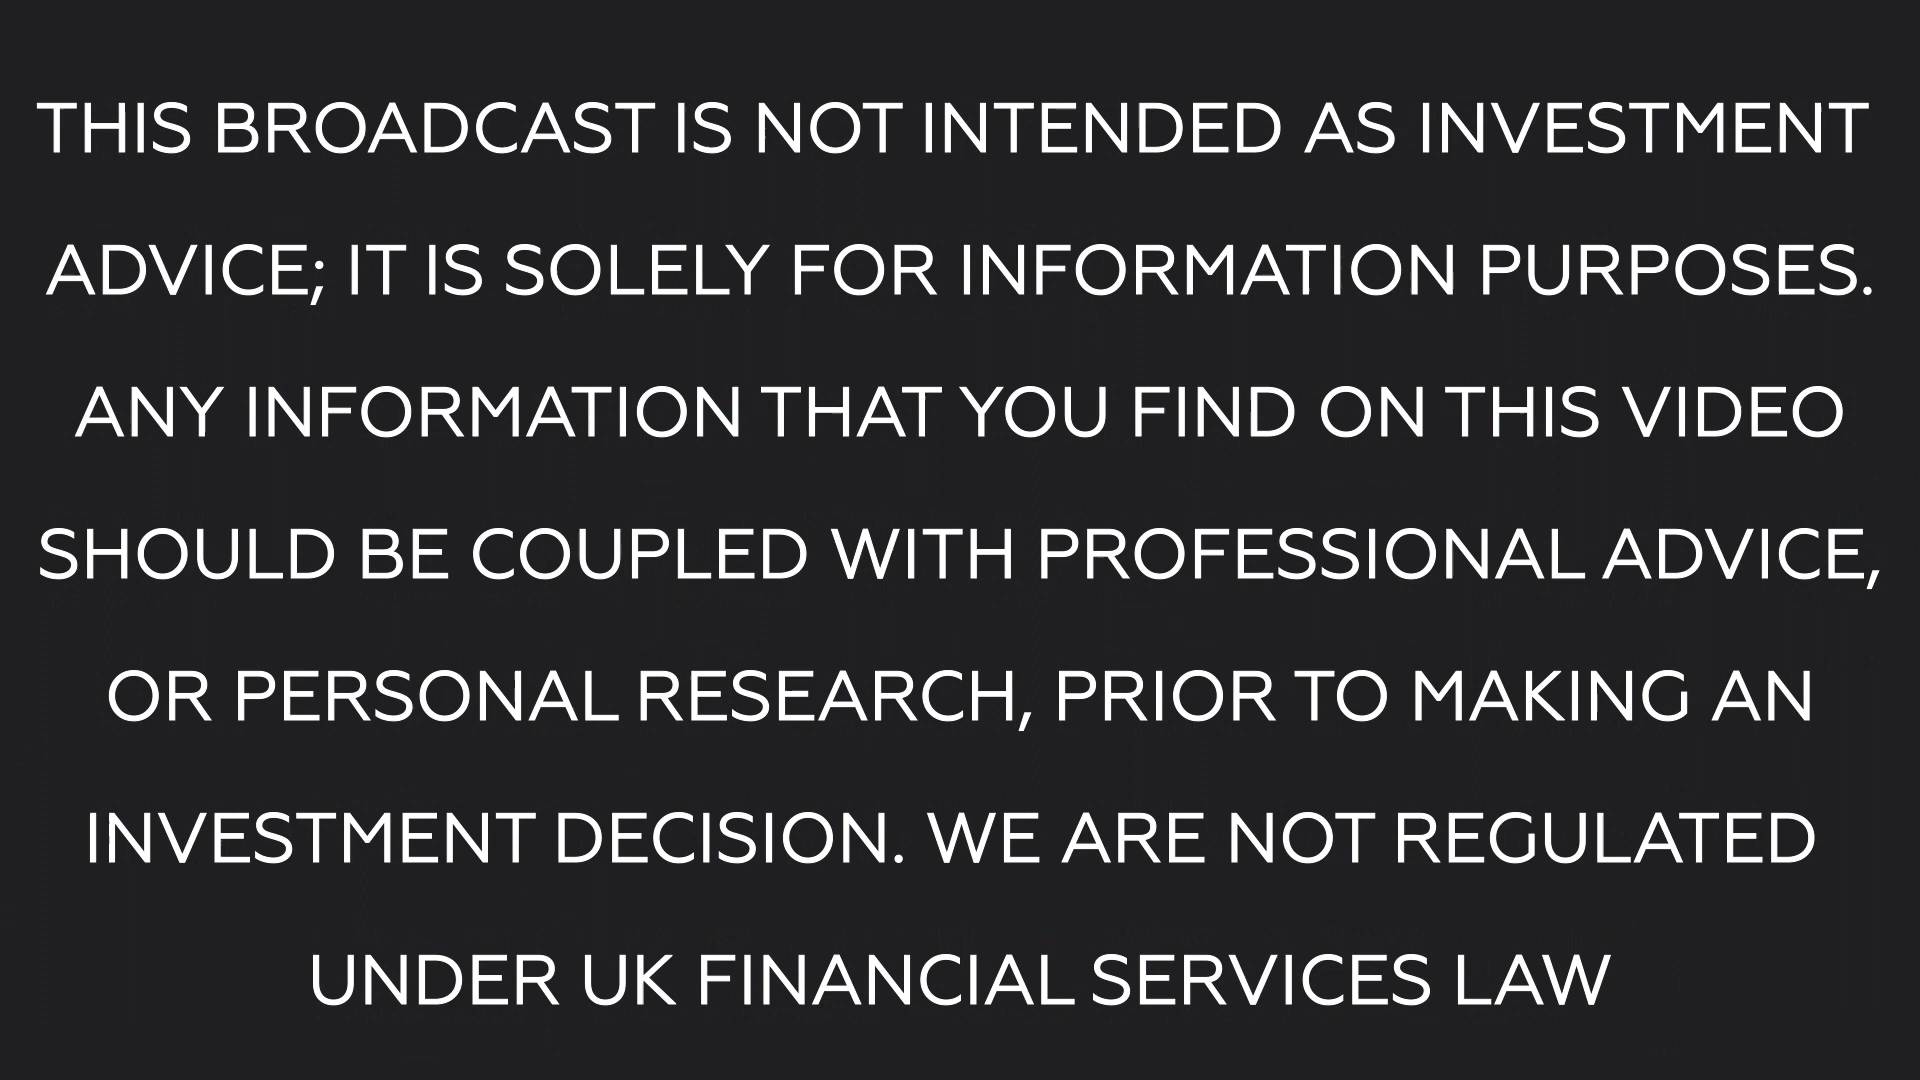 THIS BROADCAST IS NOT INTENDED AS INVESTMENT
ADVICE; IT IS SOLELY FOR INFORMATION PURPOSES.
ANY INFORMATION THAT YOU FIND ON THIS VIDEO
SHOULD BE COUPLED WITH PROFESSIONAL ADVICE,
OR PERSONAL RESEARCH, PRIOR TO MAKING AN
INVESTMENT DECISION. WE ARE NOT REGULATED
UNDER UK FINANCIAL SERVICES LAW